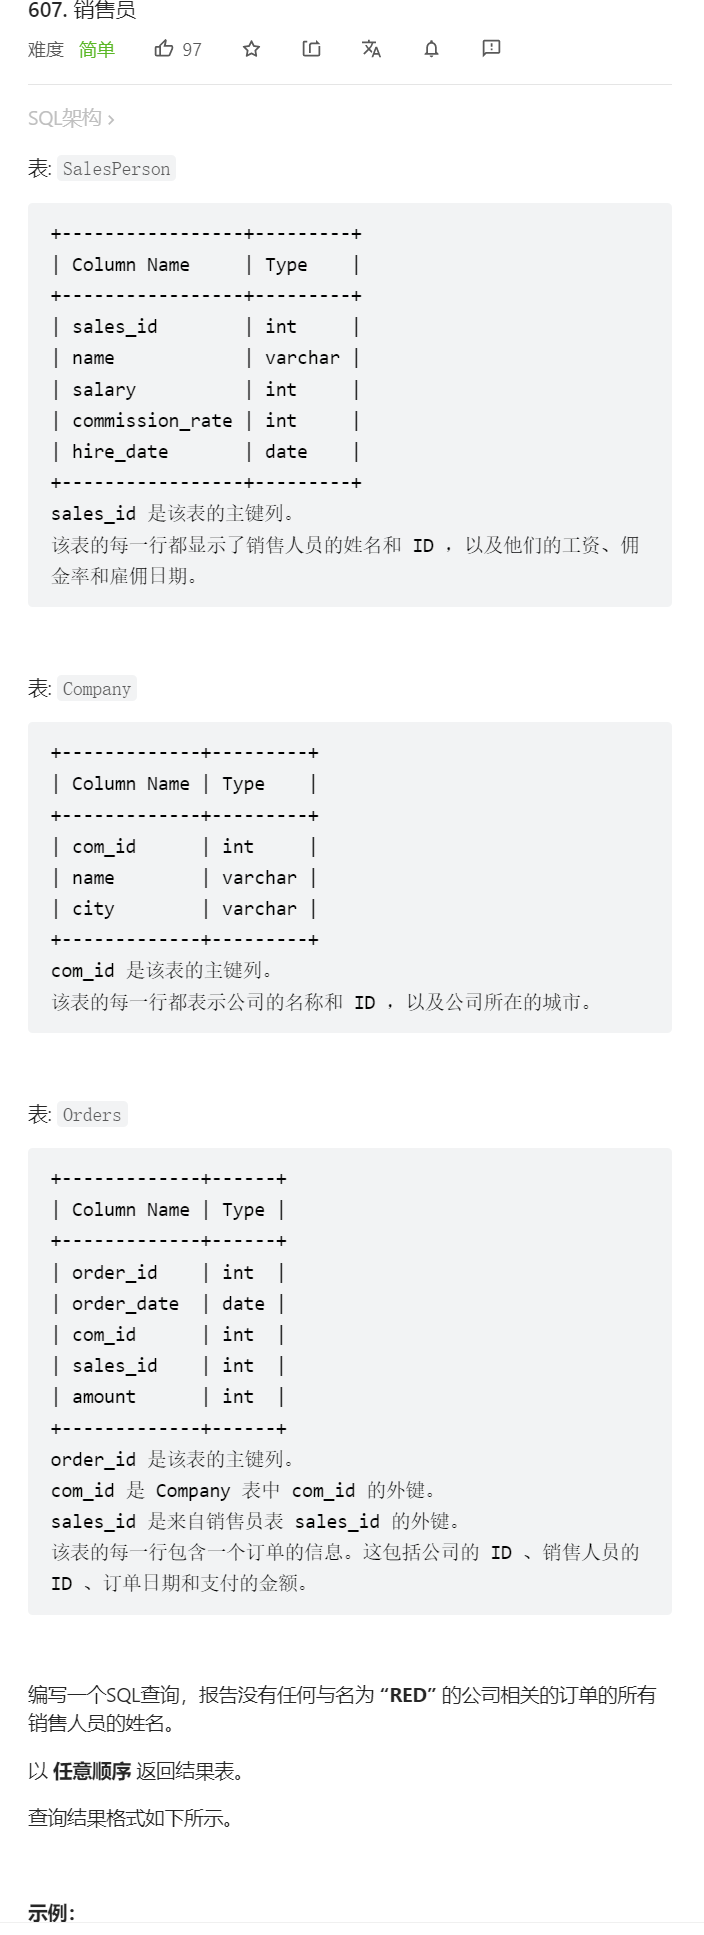 607. 销售员
难度 简单 97
SQL架构 ›
表: SalesPerson
+-----------------+---------+
| Column Name     | Type    |
+-----------------+---------+
| sales_id        | int     |
| name            | varchar |
| salary          | int     |
| commission_rate | int     |
| hire_date       | date    |
+-----------------+---------+
sales_id 是该表的主键列。
该表的每一行都显示了销售人员的姓名和 ID ，以及他们的工资、佣
金率和雇佣日期。
表: Company
+-------------+---------+
| Column Name | Type    |
+-------------+---------+
| com_id      | int     |
| name        | varchar |
| city        | varchar |
+-------------+---------+
com_id 是该表的主键列。
该表的每一行都表示公司的名称和 ID ，以及公司所在的城市。
表: Orders
+-------------+------+
| Column Name | Type |
+-------------+------+
| order_id    | int  |
| order_date  | date |
| com_id      | int  |
| sales_id    | int  |
| amount      | int  |
+-------------+------+
order_id 是该表的主键列。
com_id 是 Company 表中 com_id 的外键。
sales_id 是来自销售员表 sales_id 的外键。
该表的每一行包含一个订单的信息。这包括公司的 ID 、销售人员的
ID 、订单日期和支付的金额。
编写一个SQL查询，报告没有任何与名为 “RED” 的公司相关的订单的所有
销售人员的姓名。
以 任意顺序 返回结果表。
查询结果格式如下所示。
示例：